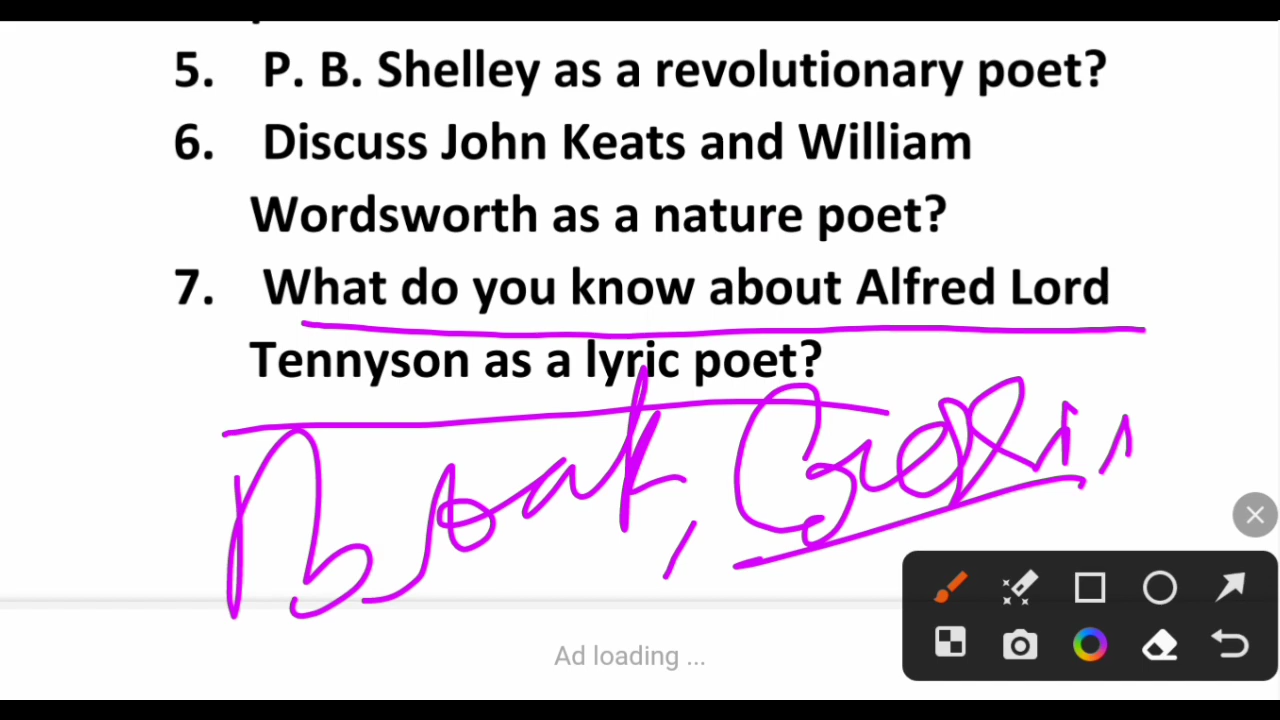 5. P. B. Shelley as a revolutionary poet?
6. Discuss John Keats and William
Wordsworth as a nature poet?
7. What do you know about Alfred Lord
Tennyson as a lyric poet?
Break,
Ad loading ...